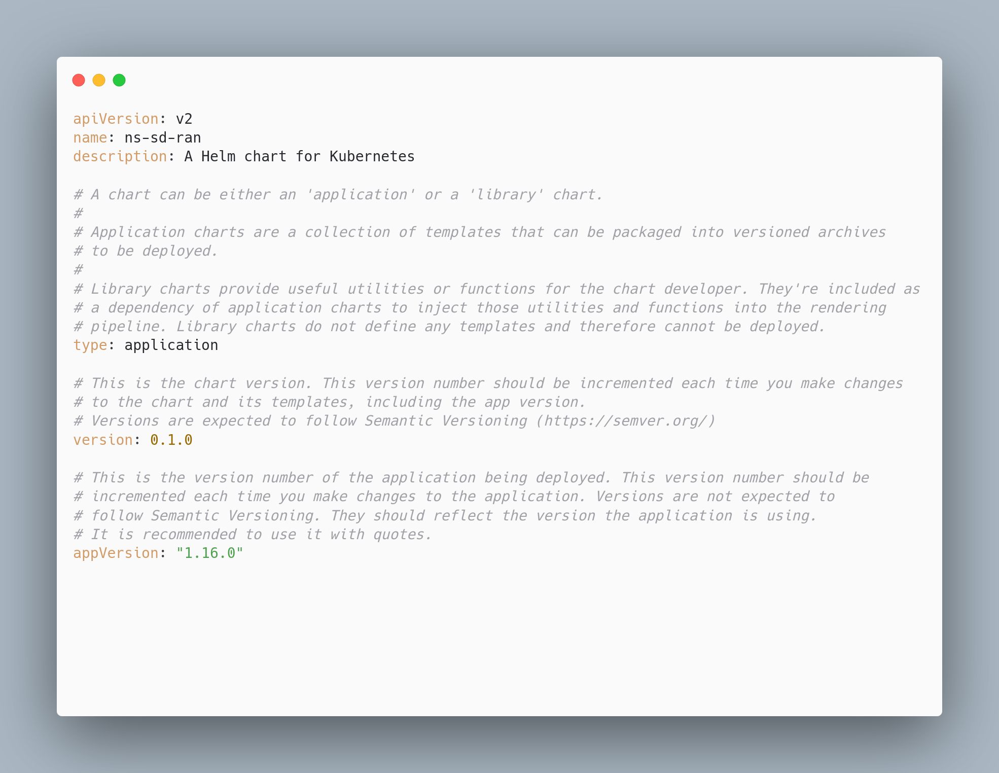 apiVersion: v2
name: ns-sd-ran
description: A Helm chart for Kubernetes
# A chart can be either an 'application' or a 'library' chart.
#
# Application charts are a collection of templates that can be packaged into versioned archives
# to be deployed.
#
# Library charts provide useful utilities or functions for the chart developer. They're included as
# a dependency of application charts to inject those utilities and functions into the rendering
# pipeline. Library charts do not define any templates and therefore cannot be deployed.
type: application
# This is the chart version. This version number should be incremented each time you make changes
# to the chart and its templates, including the app version.
# Versions are expected to follow Semantic Versioning (https://semver.org/)
version: 0.1.0
# This is the version number of the application being deployed. This version number should be
# incremented each time you make changes to the application. Versions are not expected to
# follow Semantic Versioning. They should reflect the version the application is using.
# It is recommended to use it with quotes.
appVersion: "1.16.0"